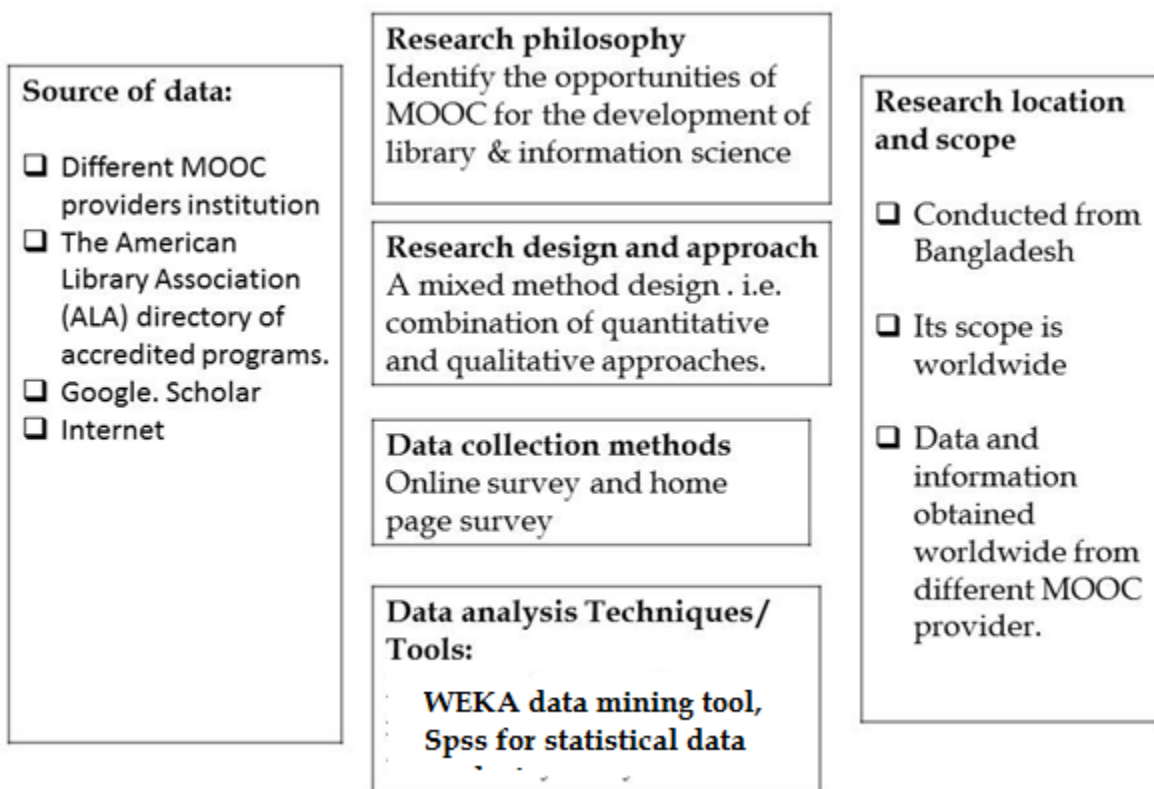 Source of data:
❑ Different MOOC
providers institution
❑ The American
Library Association
(ALA) directory of
accredited programs.
❑ Google. Scholar
❑ Internet
Research philosophy
Identify the opportunities of
MOOC for the development of
library & information science
Research design and approach
A mixed method design . i.e.
combination of quantitative
and qualitative approaches.
Data collection methods
Online survey and home
page survey
Data analysis Techniques/
Tools:
WEKA data mining tool,
Spss for statistical data
Research location
and scope
❑ Conducted from
Bangladesh
❑ Its scope is
worldwide
❑ Data and
information
obtained
worldwide from
different MOOC
provider.